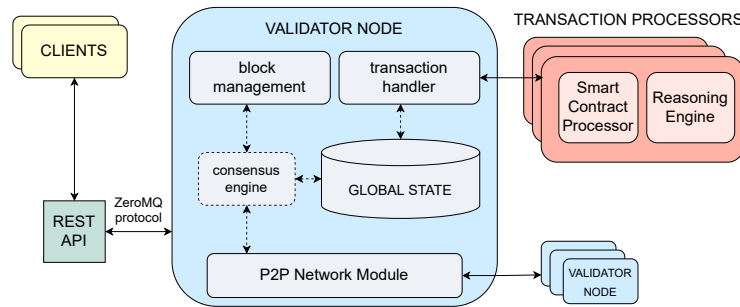 VALIDATOR NODE
TRANSACTION PROCESSORS
CLIENTS
block
management
transaction
handler
Smart
Contract
Processor
Reasoning
Engine
consensus
engine
GLOBAL STATE
ZeroMQ
protocol
REST
API
P2P Network Module
VALIDATOR
NODE